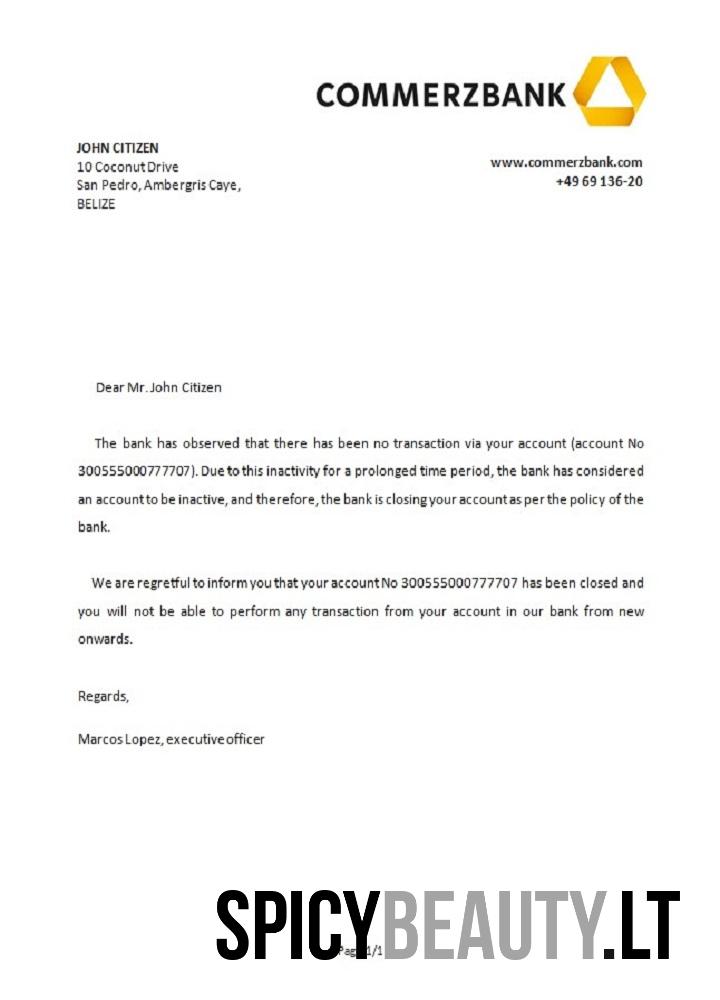 COMMERZBANK
JOHN CITIZEN
10 Coconut Drive
San Pedro, Ambergris Caye,
BELIZE
www.commerzbank.com
+49 69 136-20
Dear Mr. John Citizen
The bank has observed that there has been no transaction via your account (account No
300555000777707). Due to this inactivity for a prolonged time period, the bank has considered
an account to be inactive, and therefore, the bank is closing your account as per the policy of the
bank.
We are regretful to inform you that your account No 300555000777707 has been closed and
you will not be able to perform any transaction from your account in our bank from new
onwards.
Regards,
Marcos Lopez, executive officer
SPICYBEAUTY.LT
Page 1/1